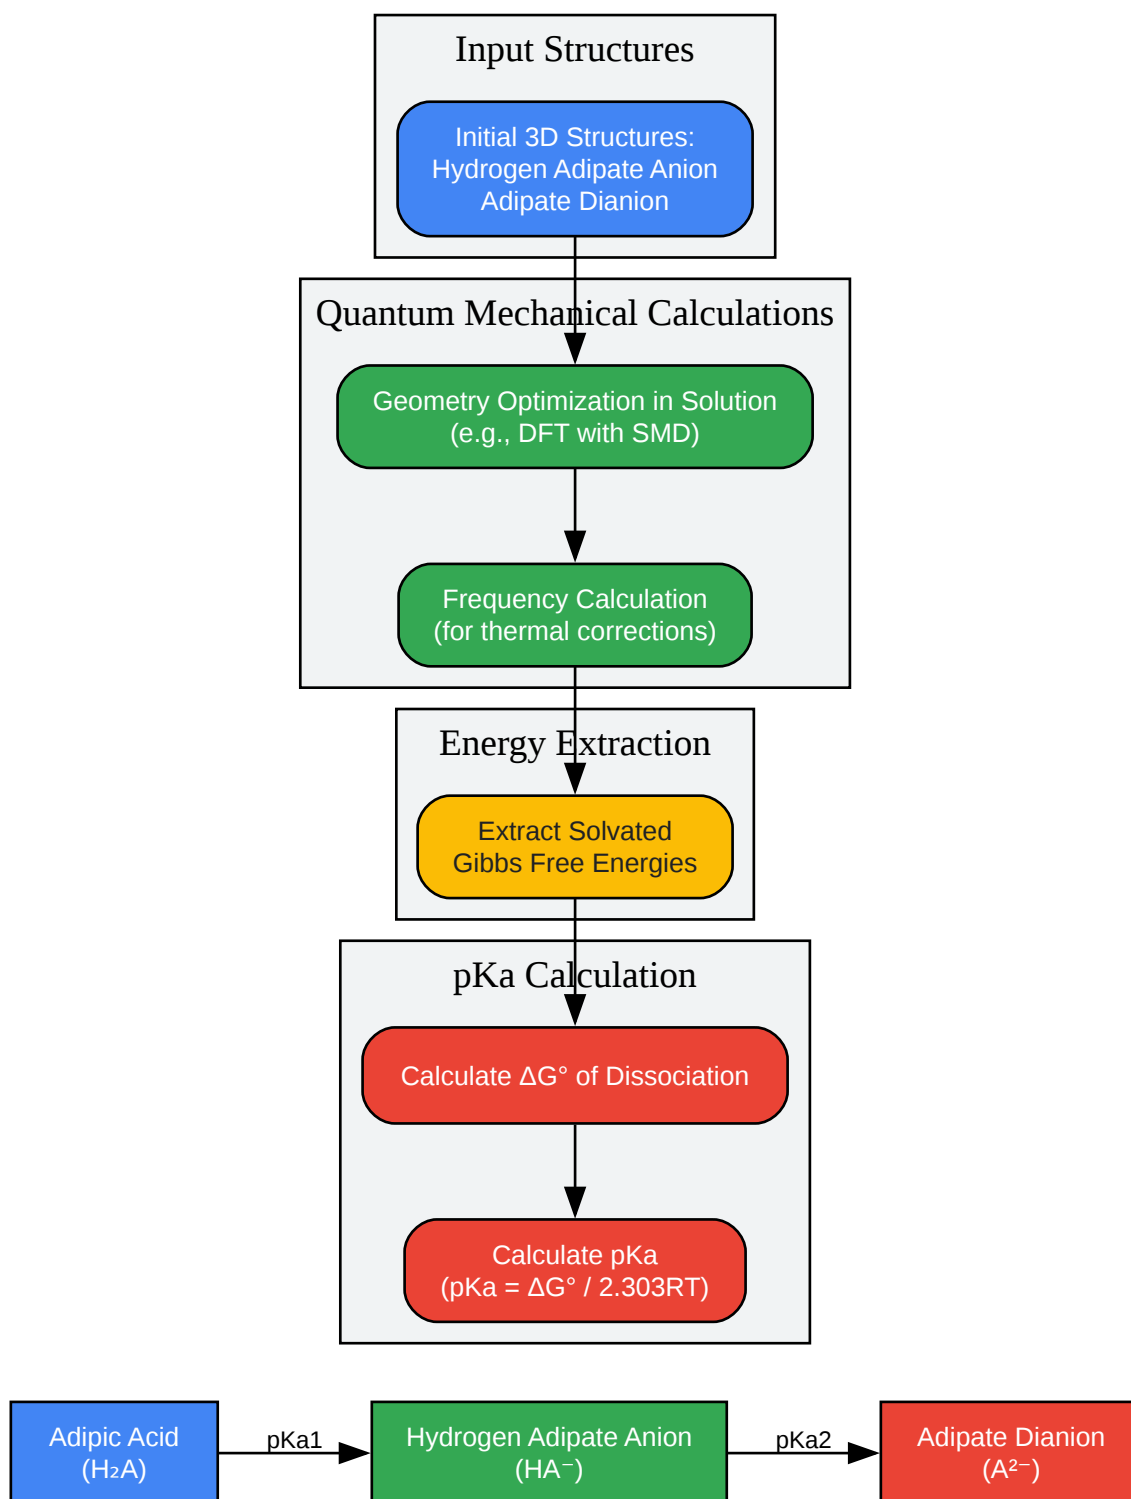 Input Structures
Initial 3D Structures:
Hydrogen Adipate Anion
Adipate Dianion
Quantum Mechanical Calculations
Geometry Optimization in Solution
(e.g., DFT with SMD)
Frequency Calculation
(for thermal corrections)
Energy Extraction
Extract Solvated
Gibbs Free Energies
pKa Calculation
Calculate ΔG° of Dissociation
Calculate pKa
(pKa = ΔG° / 2.303RT)
Adipic Acid
(H₂A)
pKa1
Hydrogen Adipate Anion
(HA⁻)
pKa2
Adipate Dianion
(A²⁻)